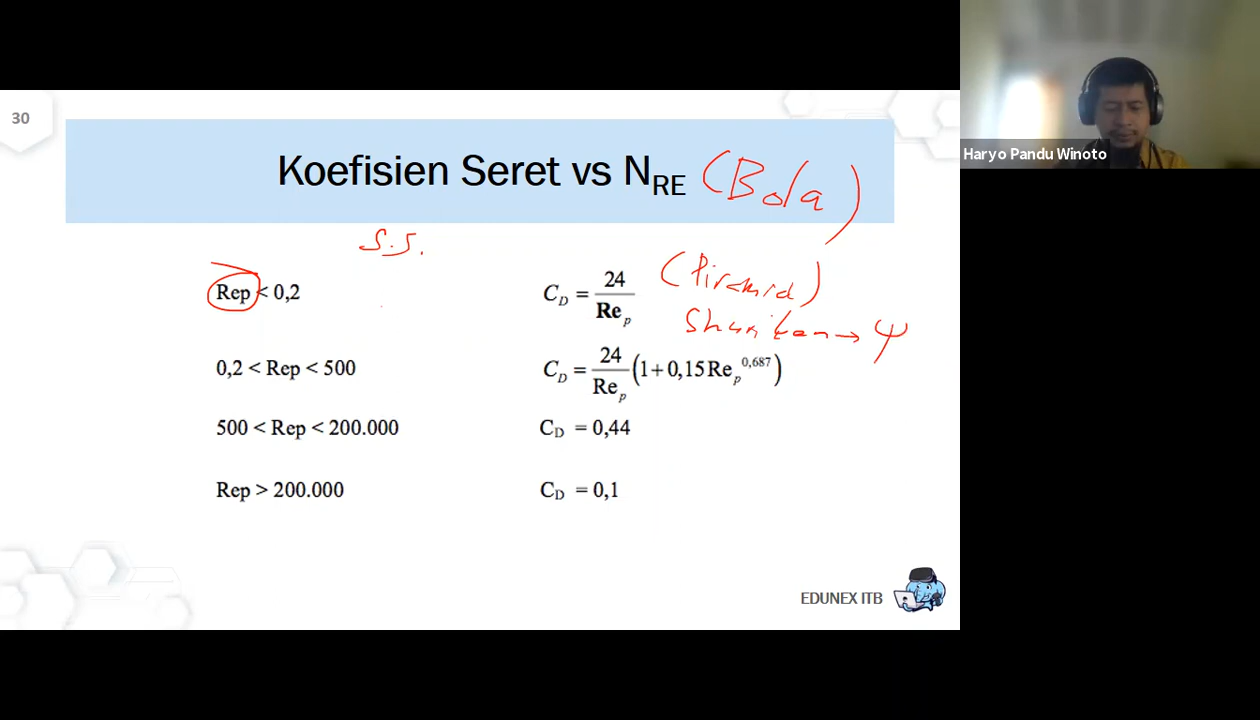 30
Koefisien Seret vs N_RE (Bola)
Haryo Pandu Winoto
S.S.
Rep < 0,2
C_D = 24 / Re_p
(Piramid)
→ ψ
0,2 < Rep < 500
C_D = 24 / Re_p (1 + 0,15 Re_p^0,687)
500 < Rep < 200.000
C_D = 0,44
Rep > 200.000
C_D = 0,1
EDUNEX ITB